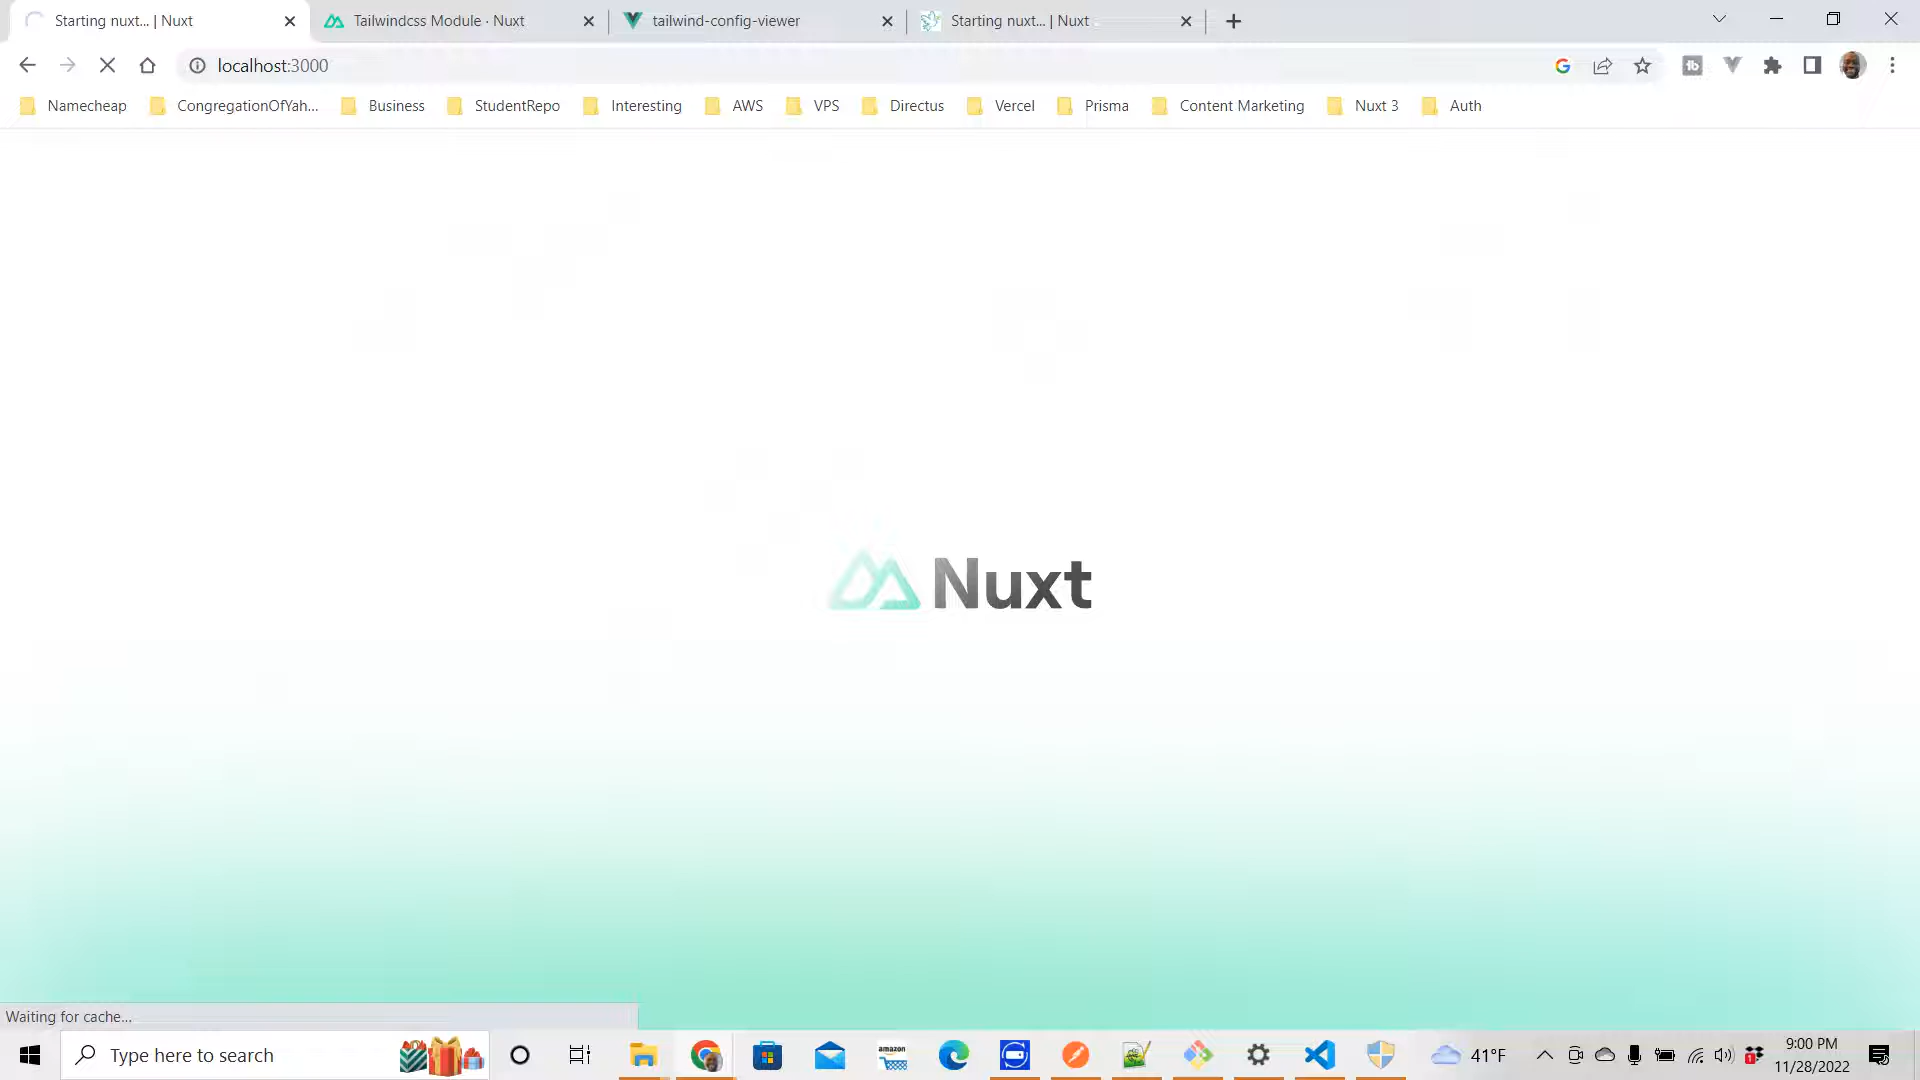 Starting nuxt... | Nuxt
Tailwindcss Module · Nuxt
tailwind-config-viewer
Starting nuxt... | Nuxt
localhost:3000
Namecheap
CongregationOfYah...
Business
StudentRepo
Interesting
AWS
VPS
Directus
Vercel
Prisma
Content Marketing
Nuxt 3
Auth
Nuxt
Waiting for cache...
Type here to search
amazon
41°F
9:00 PM
11/28/2022